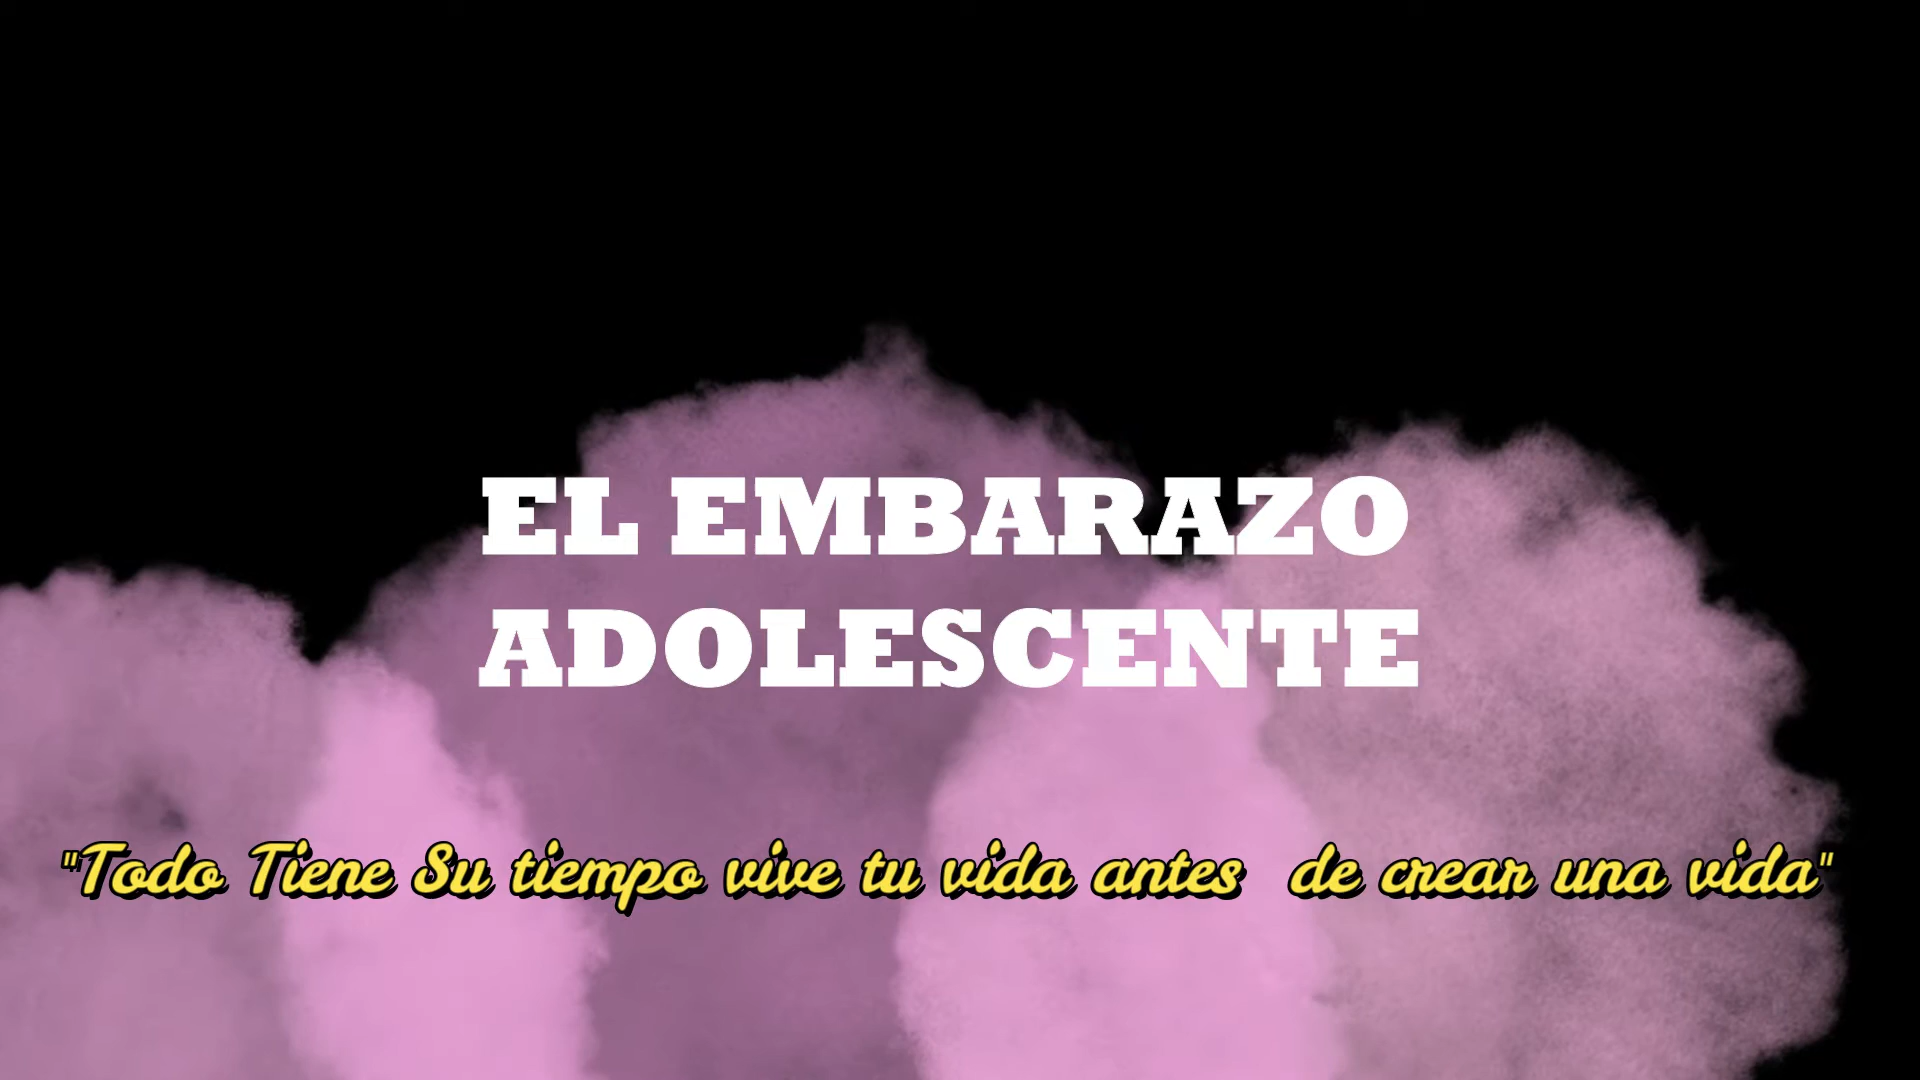 EL EMBARAZO
ADOLESCENTE
"Todo Tiene Su tiempo vive tu vida antes de crear una vida"